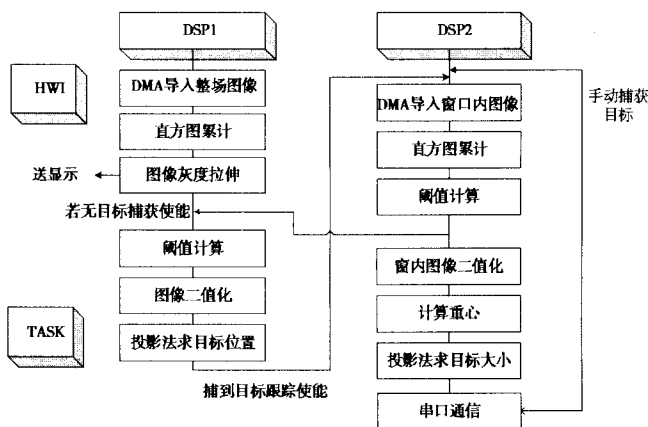 DSP1
DSP2
HWI
DMA导入整场图像
直方图累计
图像灰度拉伸
送显示
若无目标捕获使能
阈值计算
图像二值化
投影法求目标位置
TASK
捕到目标跟踪使能
DMA导入窗口内图像
直方图累计
阈值计算
窗内图像二值化
计算重心
投影法求目标大小
串口通信
手动捕获
目标